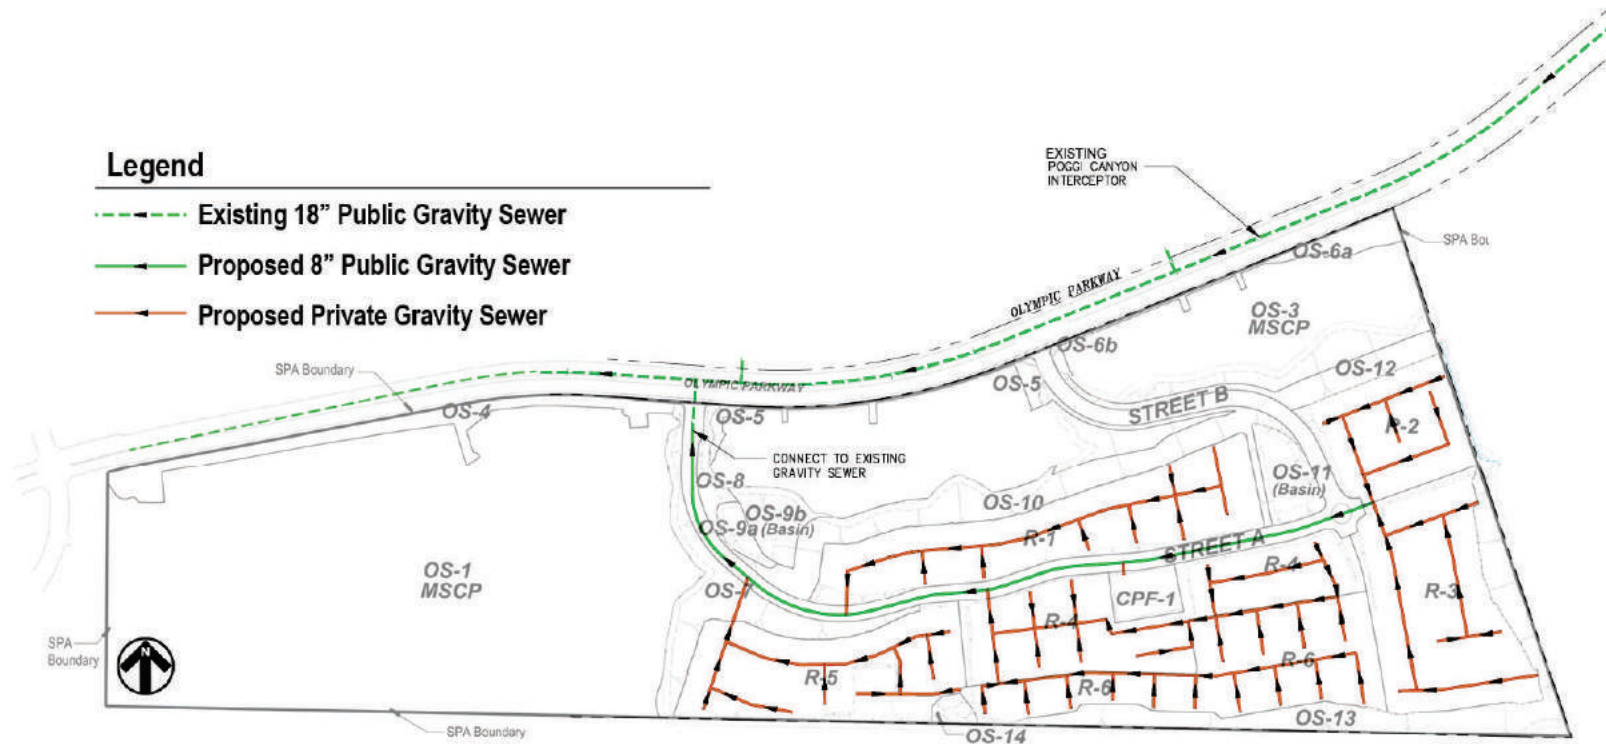 Legend
Existing 18” Public Gravity Sewer
Proposed 8” Public Gravity Sewer
Proposed Private Gravity Sewer
EXISTING
POGGI CANYON
INTERCEPTOR
SPA Bou
OS-6a
OLYMPIC PARKWAY
OS-3
MSCP
OS-6b
SPA Boundary
OLYMPIC PARKWAY
OS-5
OS-12
OS-4
OS-5
STREET B
R-2
CONNECT TO EXISTING
GRAVITY SEWER
OS-8
OS-10
OS-11
(Basin)
OS-9b
OS-9a (Basin)
R-1
STREET A
OS-1
MSCP
OS-7
R-4
CPF-1
R-3
R-4
SPA
Boundary
N
R-5
R-6
R-6
OS-13
SPA Boundary
OS-14